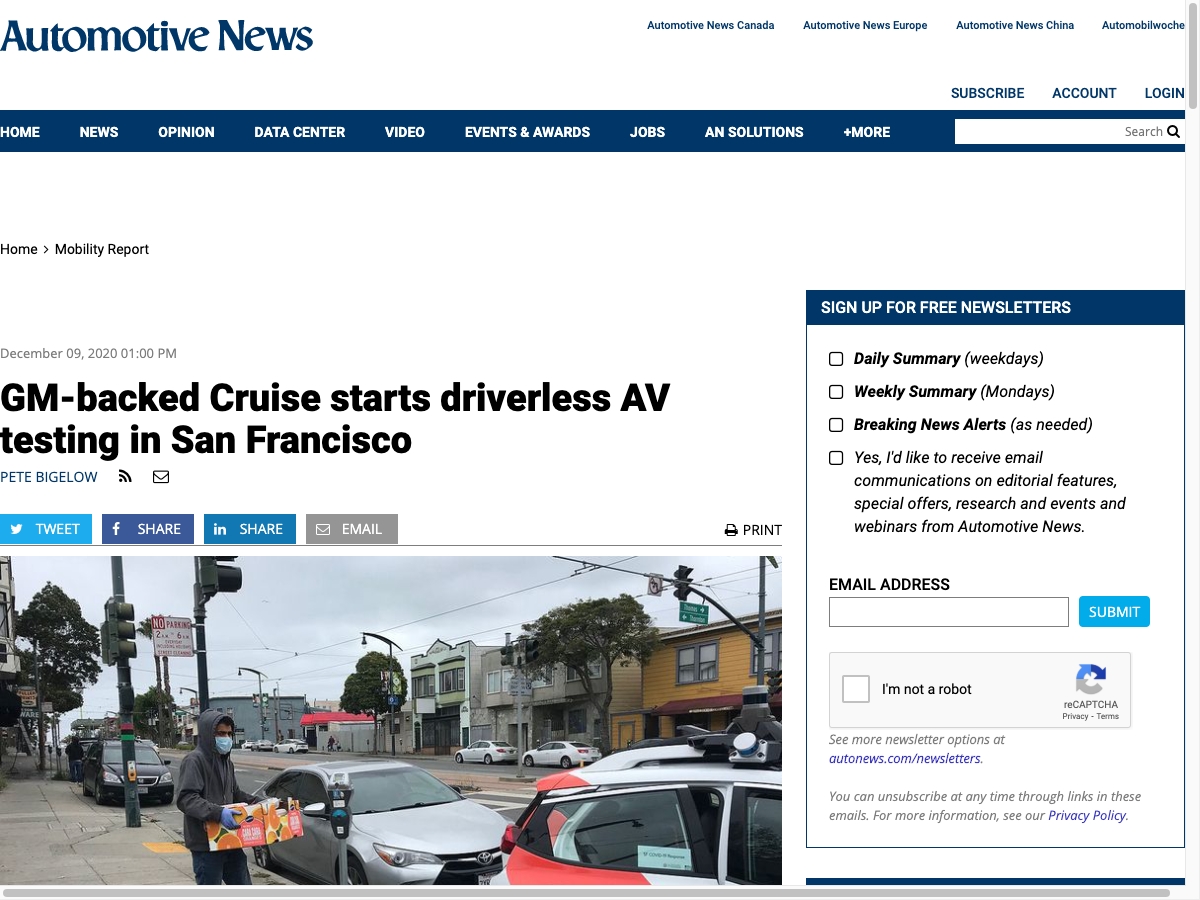 Automotive News
Automotive News Canada
Automotive News Europe
Automotive News China
Automobilwoche
SUBSCRIBE
ACCOUNT
LOGIN
HOME
NEWS
OPINION
DATA CENTER
VIDEO
EVENTS & AWARDS
JOBS
AN SOLUTIONS
+MORE
Search
Home > Mobility Report
December 09, 2020 01:00 PM
GM-backed Cruise starts driverless AV
testing in San Francisco
PETE BIGELOW
TWEET
SHARE
SHARE
EMAIL
PRINT
NO PARKING
2 AM TO 6 AM
CARA CARA
SIGN UP FOR FREE NEWSLETTERS
Daily Summary (weekdays)
Weekly Summary (Mondays)
Breaking News Alerts (as needed)
Yes, I'd like to receive email
communications on editorial features,
special offers, research and events and
webinars from Automotive News.
EMAIL ADDRESS
SUBMIT
I'm not a robot
reCAPTCHA
Privacy - Terms
See more newsletter options at
autonews.com/newsletters.
You can unsubscribe at any time through links in these
emails. For more information, see our Privacy Policy.